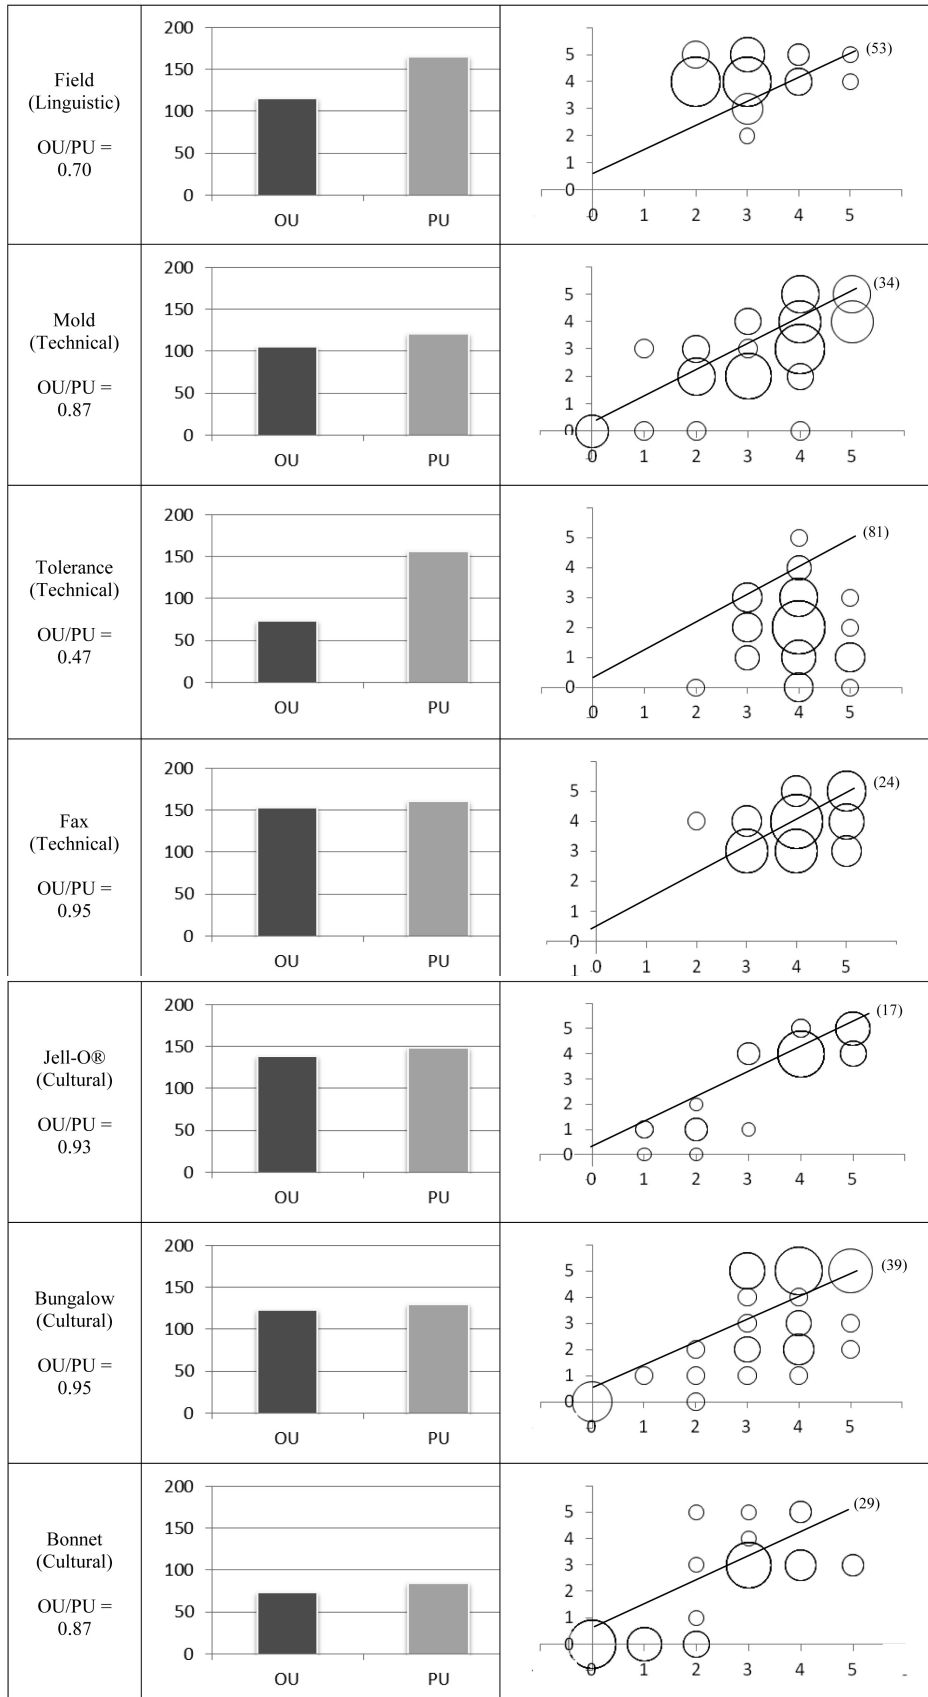 Field
(Linguistic)
OU/PU =
0.70
200
150
100
50
0
OU PU
5
4
3
2
1
0
0 1 2 3 4 5
(53)
Mold
(Technical)
OU/PU =
0.87
200
150
100
50
0
OU PU
5
4
3
2
1
0
0 1 2 3 4 5
(34)
Tolerance
(Technical)
OU/PU =
0.47
200
150
100
50
0
OU PU
5
4
3
2
1
0
0 1 2 3 4 5
(81)
Fax
(Technical)
OU/PU =
0.95
200
150
100
50
0
OU PU
5
4
3
2
1
0
1 0 1 2 3 4 5
(24)
Jell-O®
(Cultural)
OU/PU =
0.93
200
150
100
50
0
OU PU
5
4
3
2
1
0
0 1 2 3 4 5
(17)
Bungalow
(Cultural)
OU/PU =
0.95
200
150
100
50
0
OU PU
5
4
3
2
1
0
0 1 2 3 4 5
(39)
Bonnet
(Cultural)
OU/PU =
0.87
200
150
100
50
0
OU PU
5
4
3
2
1
0
0 1 2 3 4 5
(29)